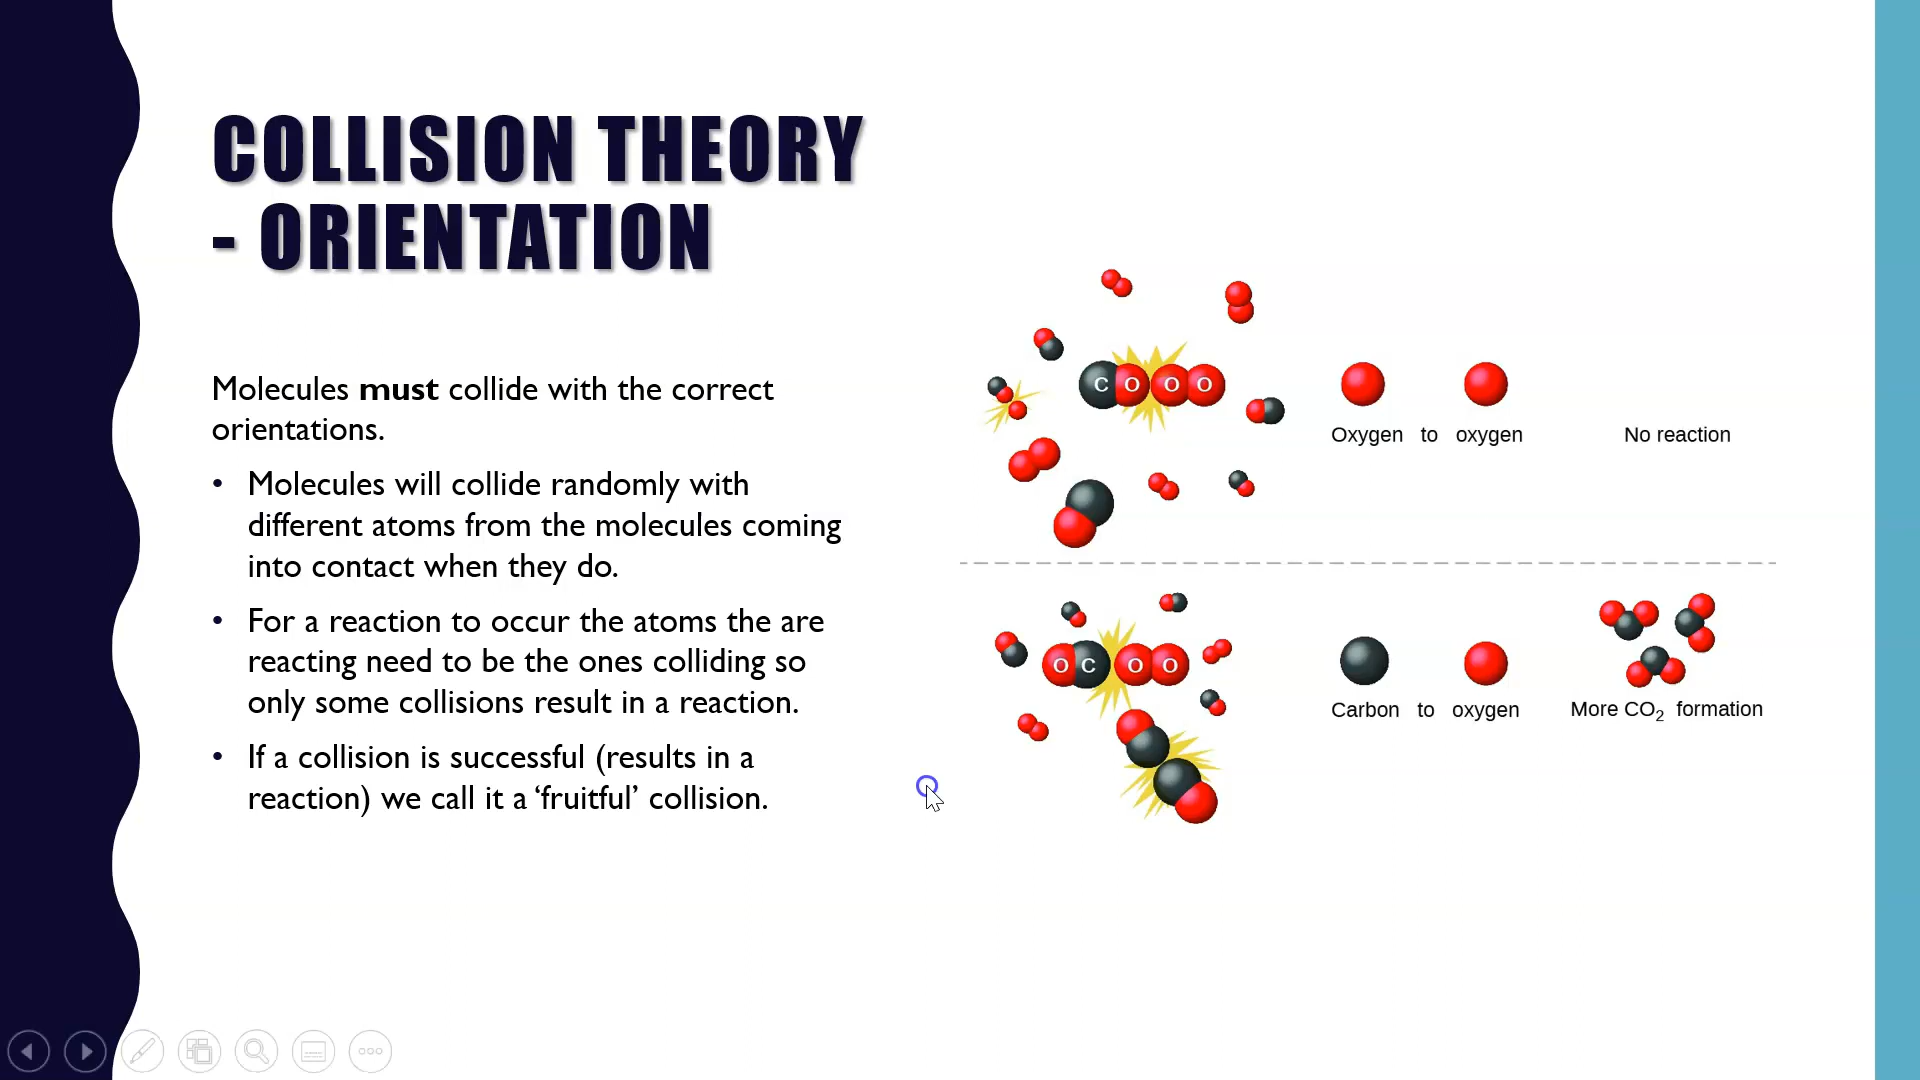 COLLISION THEORY
- ORIENTATION
Molecules must collide with the correct
orientations.
• Molecules will collide randomly with
different atoms from the molecules coming
into contact when they do.
• For a reaction to occur the atoms the are
reacting need to be the ones colliding so
only some collisions result in a reaction.
• If a collision is successful (results in a
reaction) we call it a ‘fruitful’ collision.
C O O O
Oxygen to oxygen
No reaction
O C O O
Carbon to oxygen
More CO₂ formation